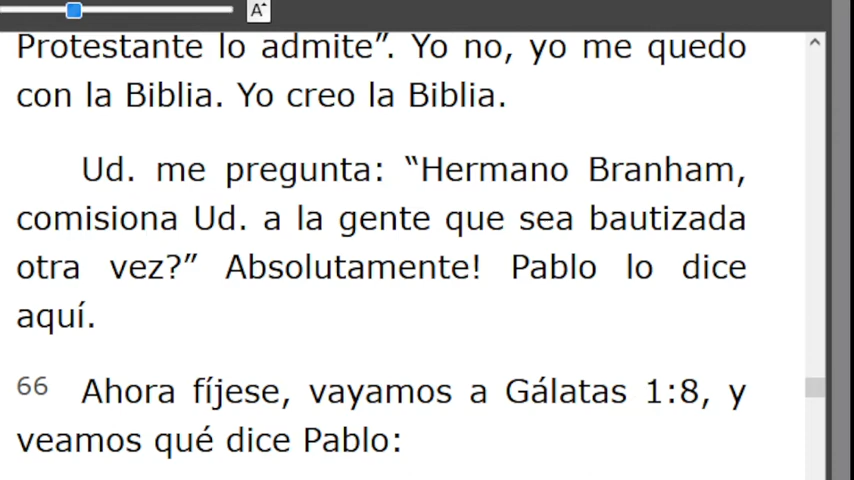 A
Protestante lo admite”. Yo no, yo me quedo
con la Biblia. Yo creo la Biblia.
Ud. me pregunta: “Hermano Branham,
comisiona Ud. a la gente que sea bautizada
otra vez?” Absolutamente! Pablo lo dice
aquí.
66 Ahora fíjese, vayamos a Gálatas 1:8, y
veamos qué dice Pablo: